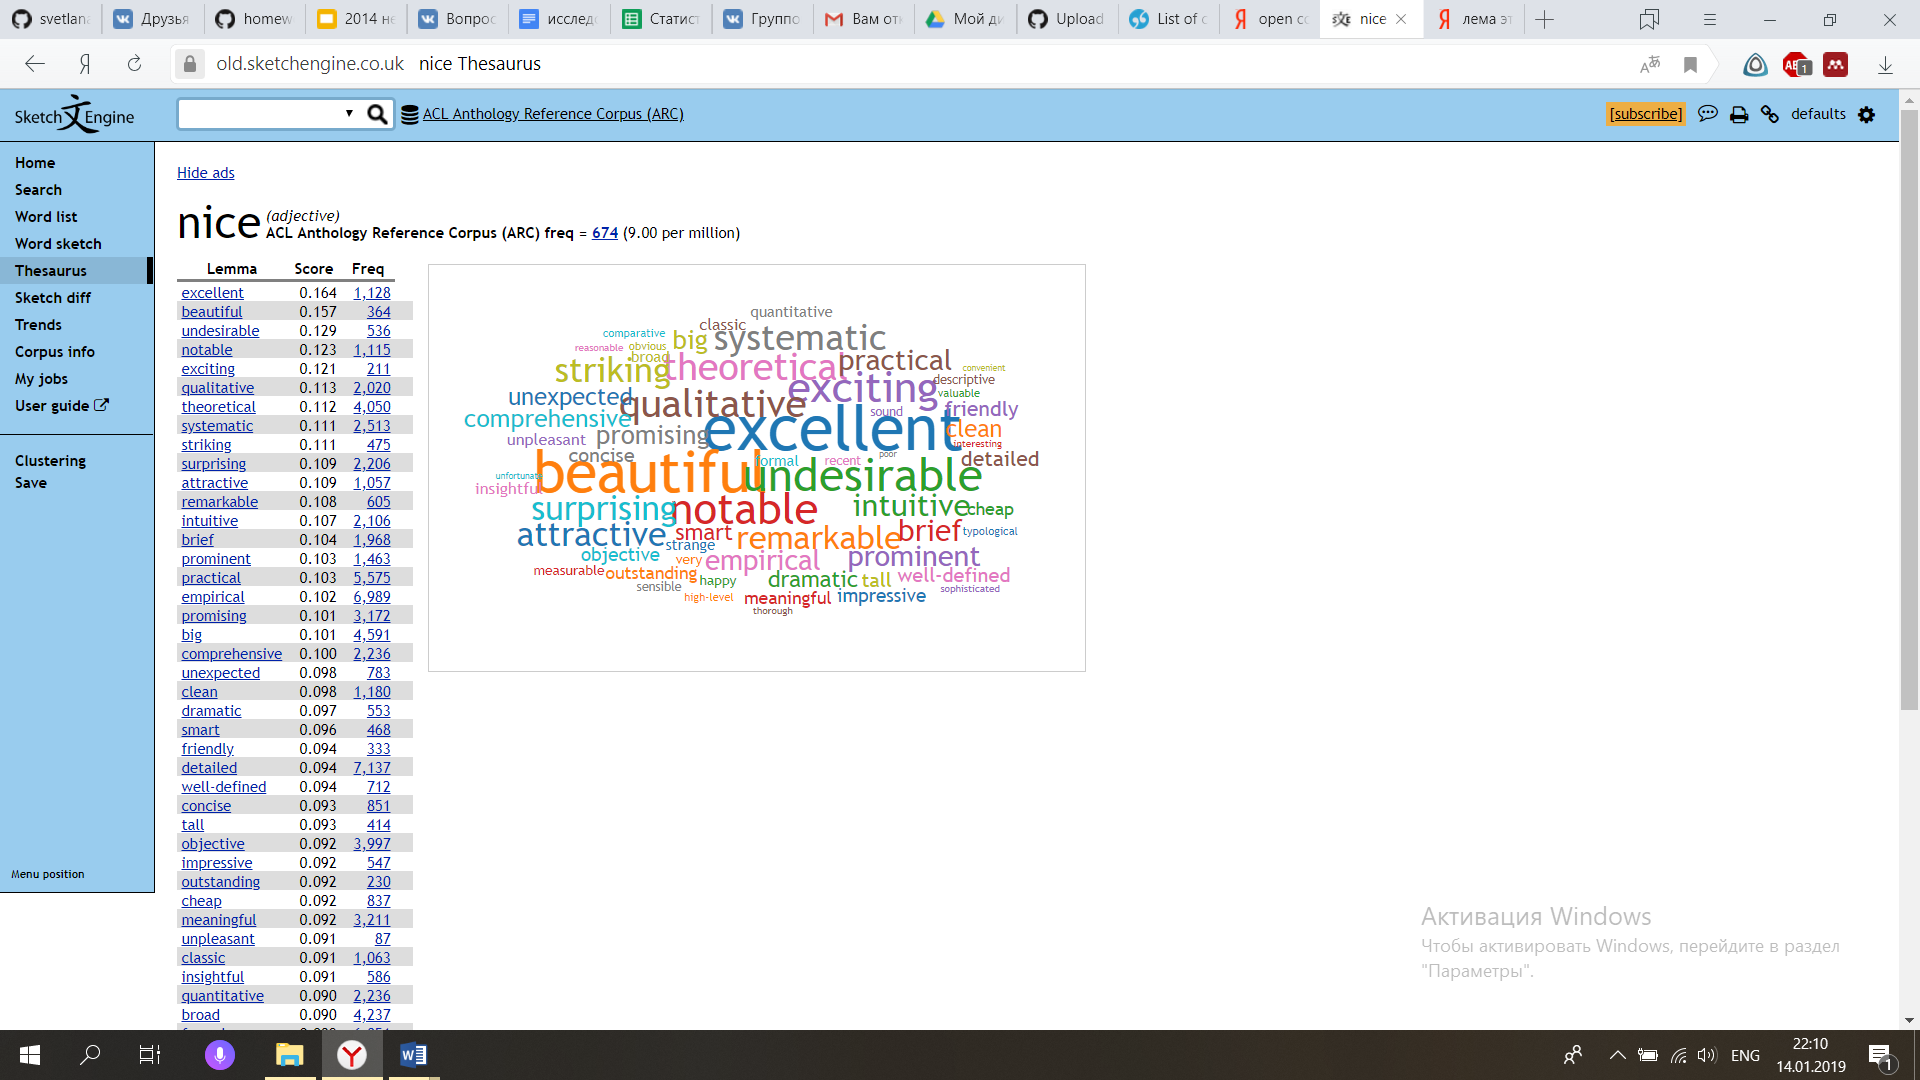 svetlana
Друзья
homew
2014 не
Вопрос
исслед
Статист
Группо
Вам отк
Мой ди
Upload
List of c
open cc
nice
лема эт
old.sketchengine.co.uk nice Thesaurus
Sketch Engine
ACL Anthology Reference Corpus (ARC)
[subscribe]
defaults
Home
Search
Word list
Word sketch
Thesaurus
Sketch diff
Trends
Corpus info
My jobs
User guide
Clustering
Save
Menu position
Hide ads
nice (adjective)
ACL Anthology Reference Corpus (ARC) freq = 674 (9.00 per million)
Lemma Score Freq
excellent 0.164 1,128
beautiful 0.157 364
undesirable 0.129 536
notable 0.123 1,115
exciting 0.121 211
qualitative 0.113 2,020
theoretical 0.112 4,050
systematic 0.111 2,513
striking 0.111 475
surprising 0.109 2,206
attractive 0.109 1,057
remarkable 0.108 605
intuitive 0.107 2,106
brief 0.104 1,968
prominent 0.103 1,463
practical 0.103 5,575
empirical 0.102 6,989
promising 0.101 3,172
big 0.101 4,591
comprehensive 0.100 2,236
unexpected 0.098 783
clean 0.098 1,180
dramatic 0.097 553
smart 0.096 468
friendly 0.094 333
detailed 0.094 7,137
well-defined 0.094 712
concise 0.093 851
tall 0.093 414
objective 0.092 3,997
impressive 0.092 547
outstanding 0.092 230
cheap 0.092 837
meaningful 0.092 3,211
unpleasant 0.091 87
classic 0.091 1,063
insightful 0.091 586
quantitative 0.090 2,236
broad 0.090 4,237
quantitative
classic
comparative
big
systematic
reasonable
obvious
broad
striking
theoretical
practical
convenient
exciting
descriptive
valuable
unexpected
qualitative
sound
friendly
comprehensive
excellent
clean
unpleasant
promising
interesting
concise
formal
recent
poor
detailed
beautiful
undesirable
unfortunate
insightful
surprising
notable
intuitive
cheap
attractive
smart
remarkable
brief
typological
strange
objective
very
empirical
prominent
measurable
outstanding
happy
dramatic
tall
well-defined
sensible
high-level
meaningful
impressive
sophisticated
thorough
Активация Windows
Чтобы активировать Windows, перейдите в раздел
"Параметры".
ENG
22:10
14.01.2019
1